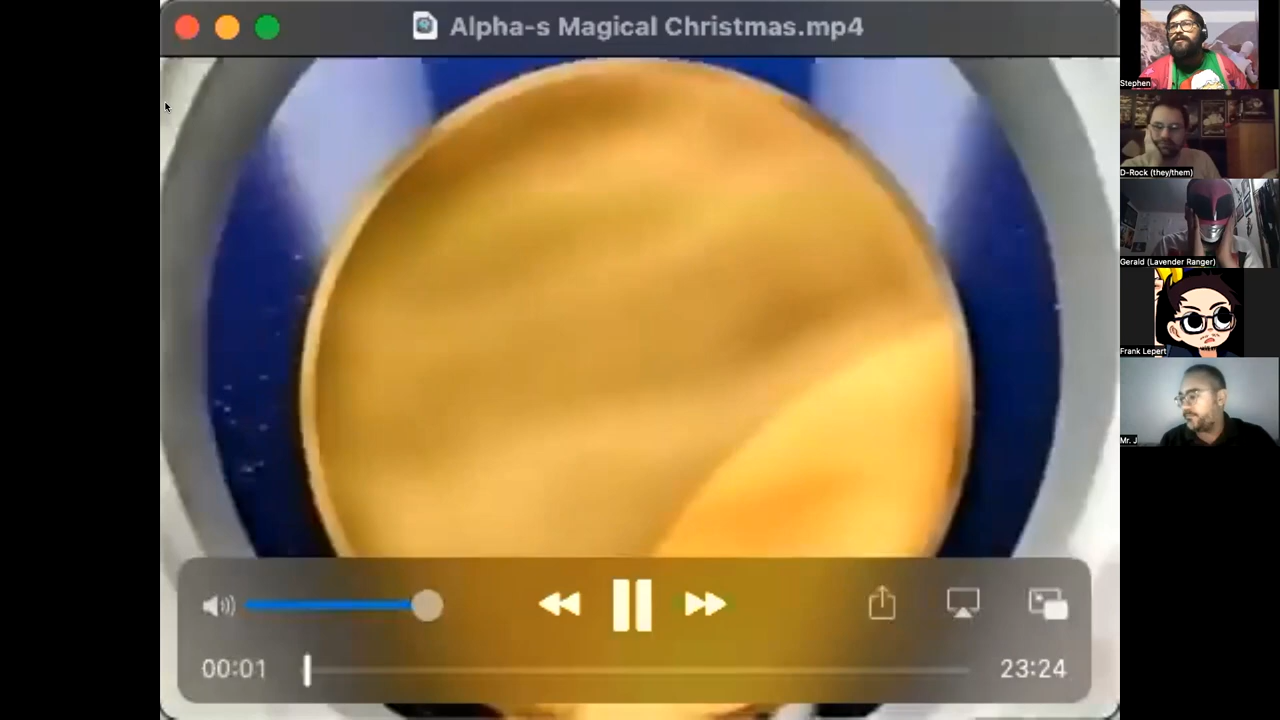 Alpha-s Magical Christmas.mp4
Stephen
D-Rock (they/them)
Gerald (Lavender Ranger)
Frank Lepert
Mr. J
00:01
23:24